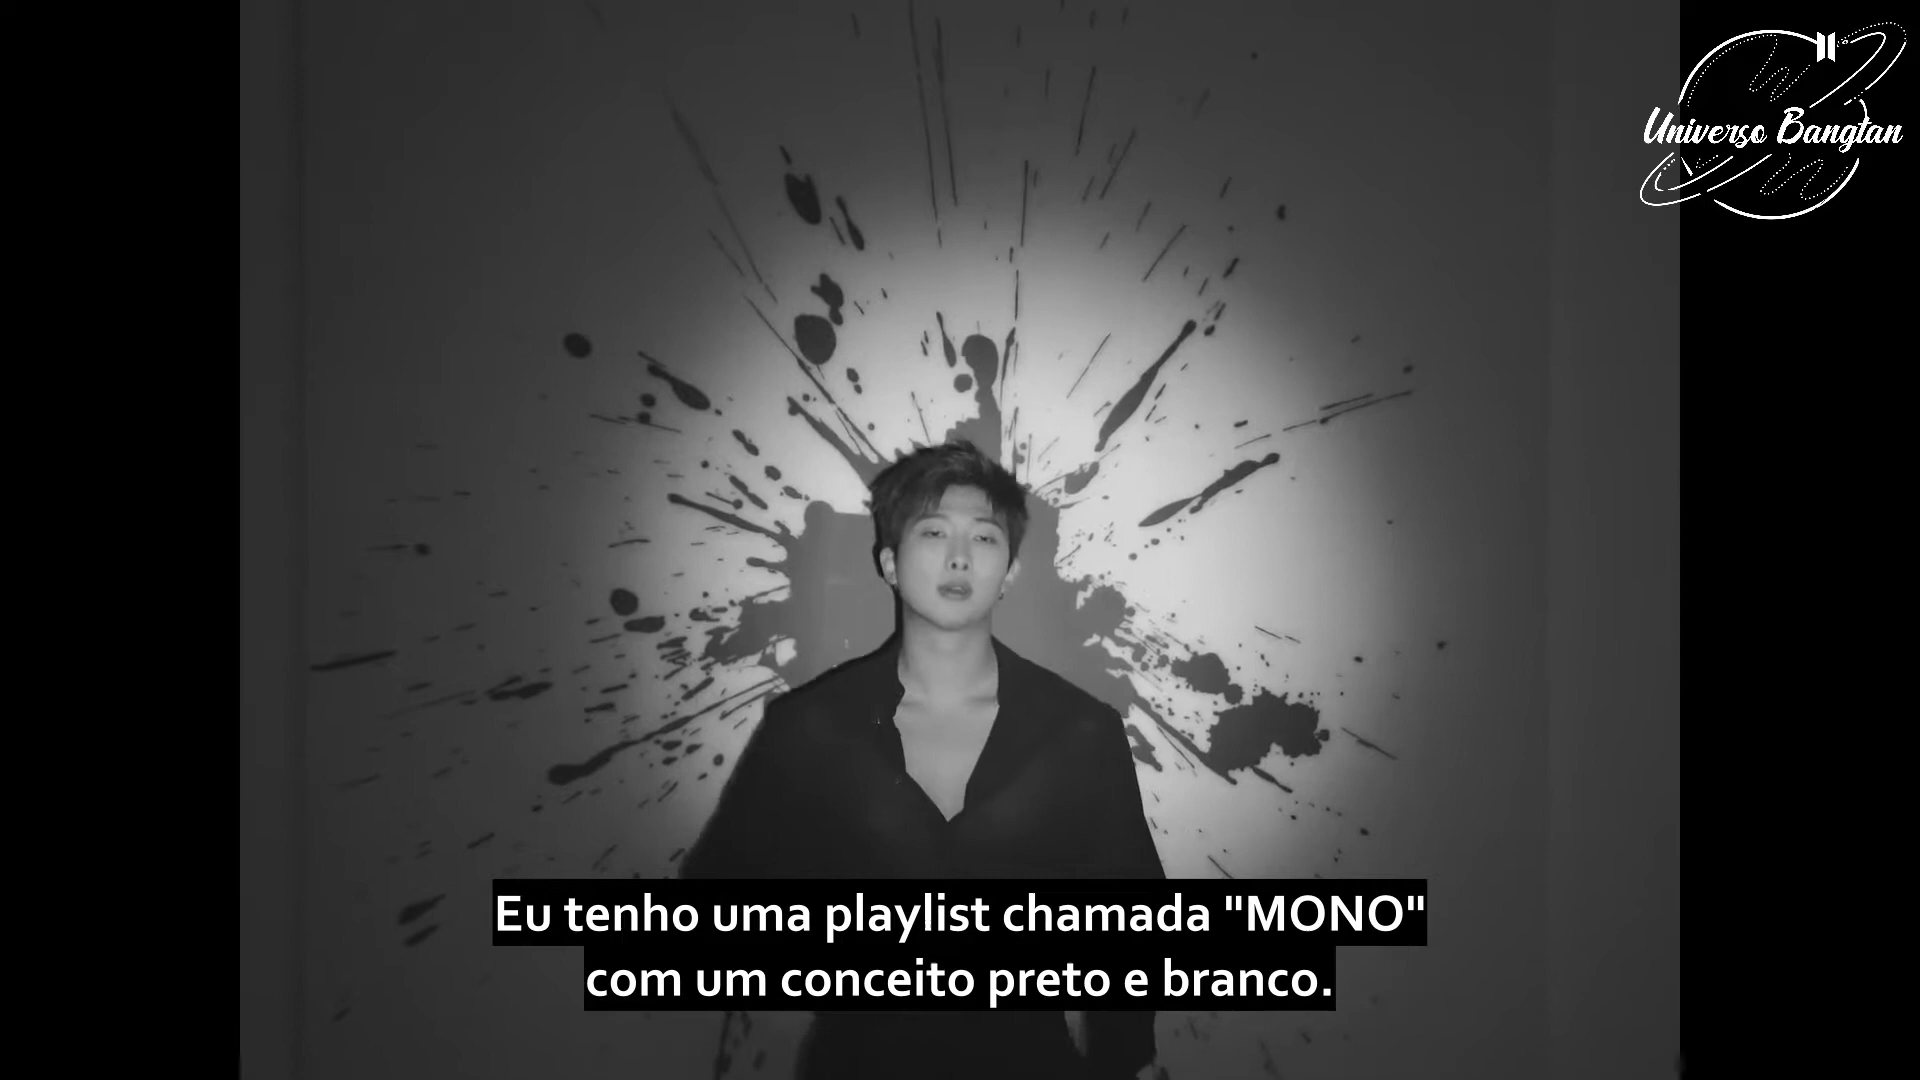 Universo Bangtan
Eu tenho uma playlist chamada "MONO"
com um conceito preto e branco.